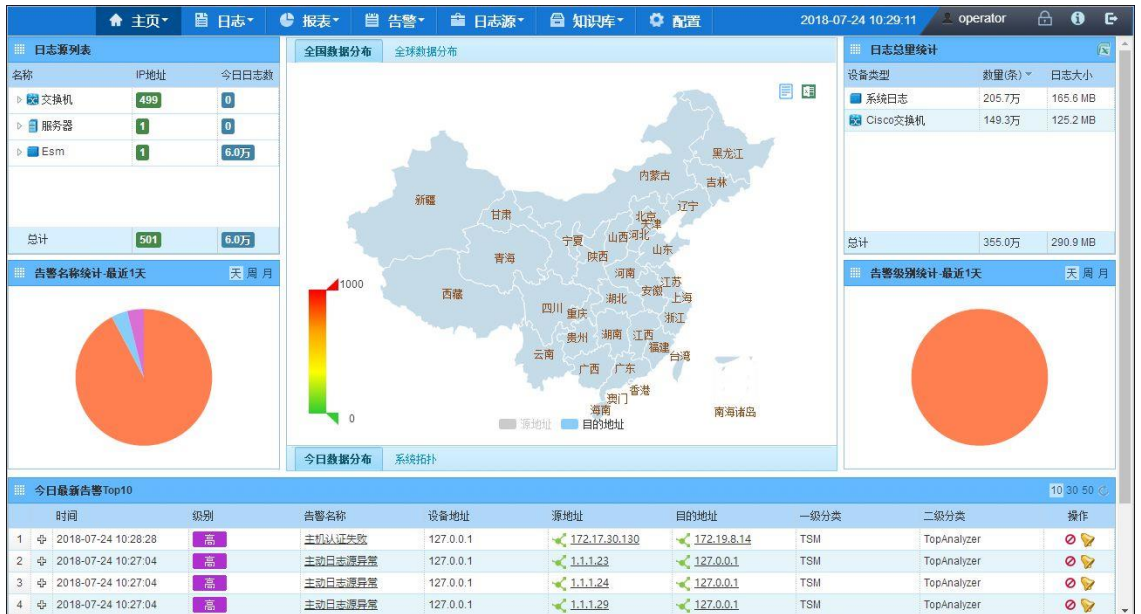 主页 日志 报表 告警 日志源 知识库 配置 2018-07-24 10:29:11 operator
日志源列表
名称 IP地址 今日日志数
交换机 499 0
服务器 1 0
Esm 1 6.0万
总计 501 6.0万
告警名称统计-最近1天 天 周 月
全国数据分布 全球数据分布
黑龙江
内蒙古
吉林
新疆
辽宁
甘肃
北京
天津
宁夏
山西
河北
山东
青海
陕西
河南
江苏
1000
西藏
安徽
上海
湖北
四川
重庆
浙江
贵州
湖南
江西
福建
云南
台湾
广西
广东
香港
澳门
海南
南海诸岛
0
源地址 目的地址
今日数据分布 系统拓扑
日志总量统计
设备类型 数量(条) 日志大小
系统日志 205.7万 165.6 MB
Cisco交换机 149.3万 125.2 MB
总计 355.0万 290.9 MB
告警级别统计-最近1天 天 周 月
今日最新告警Top10 10 30 50
时间 级别 告警名称 设备地址 源地址 目的地址 一级分类 二级分类 操作
1 2018-07-24 10:28:28 高 主机认证失败 127.0.0.1 172.17.30.130 172.19.8.14 TSM TopAnalyzer
2 2018-07-24 10:27:04 高 主动日志源异常 127.0.0.1 1.1.1.23 127.0.0.1 TSM TopAnalyzer
3 2018-07-24 10:27:04 高 主动日志源异常 127.0.0.1 1.1.1.24 127.0.0.1 TSM TopAnalyzer
4 2018-07-24 10:27:04 高 主动日志源异常 127.0.0.1 1.1.1.29 127.0.0.1 TSM TopAnalyzer